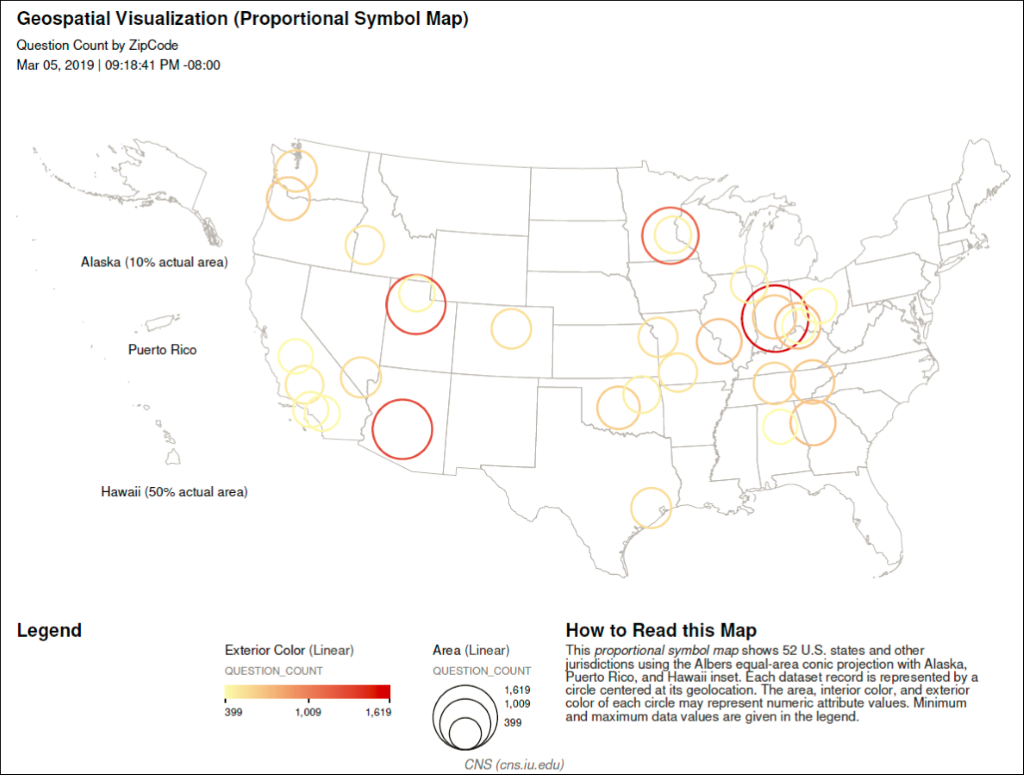 Geospatial Visualization (Proportional Symbol Map)
Question Count by ZipCode
Mar 05, 2019 | 09:18:41 PM -08:00
Alaska (10% actual area)
Puerto Rico
Hawaii (50% actual area)
Legend
Exterior Color (Linear)
QUESTION_COUNT
399 1,009 1,619
Area (Linear)
QUESTION_COUNT
1,619
1,009
399
How to Read this Map
This proportional symbol map shows 52 U.S. states and other
jurisdictions using the Albers equal-area conic projection with Alaska,
Puerto Rico, and Hawaii inset. Each dataset record is represented by a
circle centered at its geolocation. The area, interior color, and exterior
color of each circle may represent numeric attribute values. Minimum
and maximum data values are given in the legend.
CNS (cns.iu.edu)